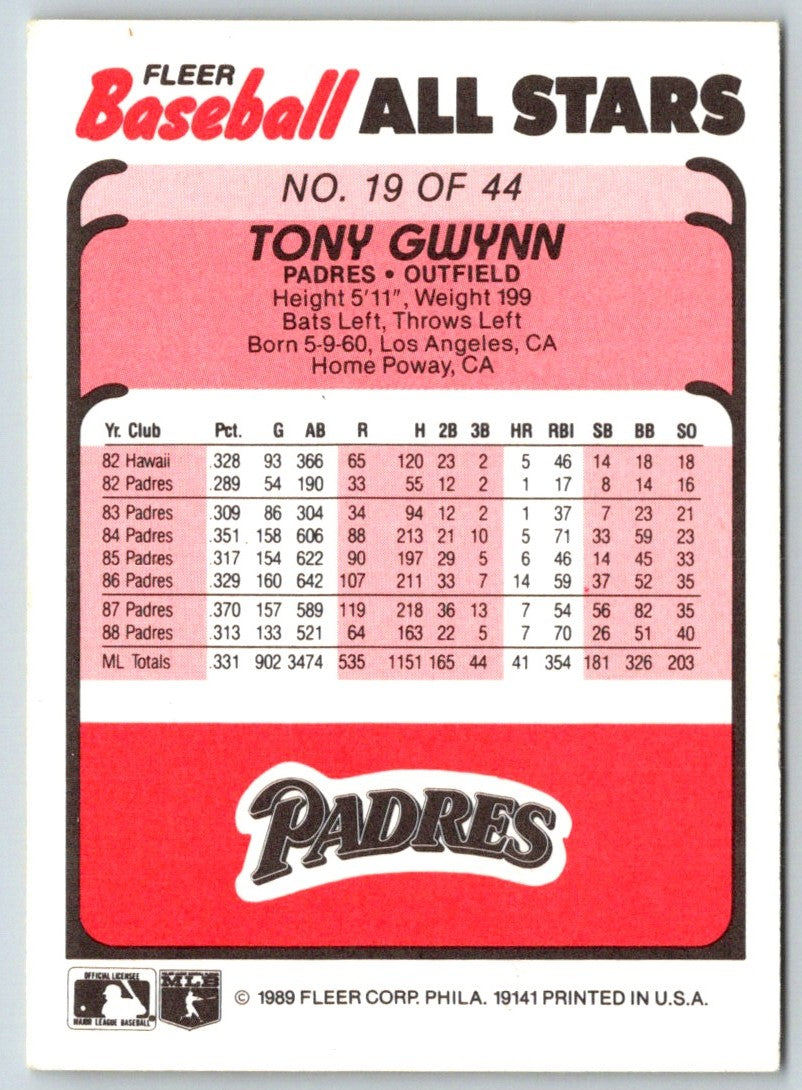 FLEER
Baseball ALL STARS
NO. 19 OF 44
TONY GWYNN
PADRES • OUTFIELD
Height 5'11", Weight 199
Bats Left, Throws Left
Born 5-9-60, Los Angeles, CA
Home Poway, CA
Yr. Club Pct. G AB R H 2B 3B HR RBI SB BB SO
82 Hawaii .328 93 366 65 120 23 2 5 46 14 18 18
82 Padres .289 54 190 33 55 12 2 1 17 8 14 16
83 Padres .309 86 304 34 94 12 2 1 37 7 23 21
84 Padres .351 158 606 88 213 21 10 5 71 33 59 23
85 Padres .317 154 622 90 197 29 5 6 46 14 45 33
86 Padres .329 160 642 107 211 33 7 14 59 37 52 35
87 Padres .370 157 589 119 218 36 13 7 54 56 82 35
88 Padres .313 133 521 64 163 22 5 7 70 26 51 40
ML Totals .331 902 3474 535 1151 165 44 41 354 181 326 203
PADRES
OFFICIAL LICENSEE
MAJOR LEAGUE BASEBALL
MLB
© 1989 FLEER CORP. PHILA. 19141 PRINTED IN U.S.A.